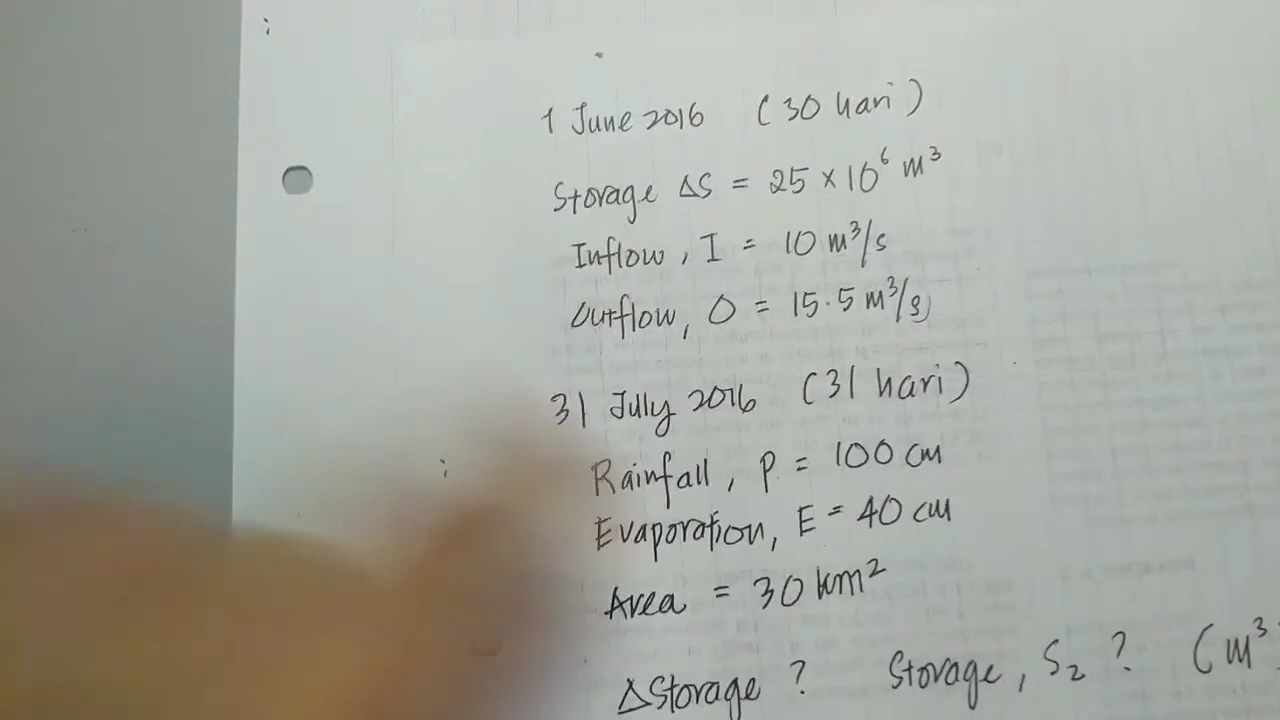 1 June 2016 (30 hari)
Storage ΔS = 25 × 10⁶ m³
Inflow, I = 10 m³/s
Outflow, O = 15.5 m³/s
31 July 2016 (31 hari)
Rainfall, P = 100 cm
Evaporation, E = 40 cm
Area = 30 km²
ΔStorage ? Storage, S₂ ? (m³